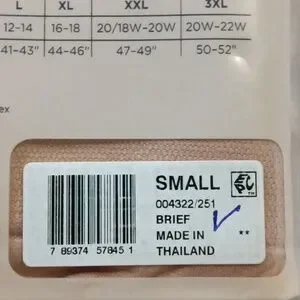 L XL XXL 3XL
12-14 16-18 20/18W-20W 20W-22W
41-43" 44-46" 47-49" 50-52"
ex
SMALL
004322/251
BRIEF
MADE IN **
THAILAND
7 89374 57845 1